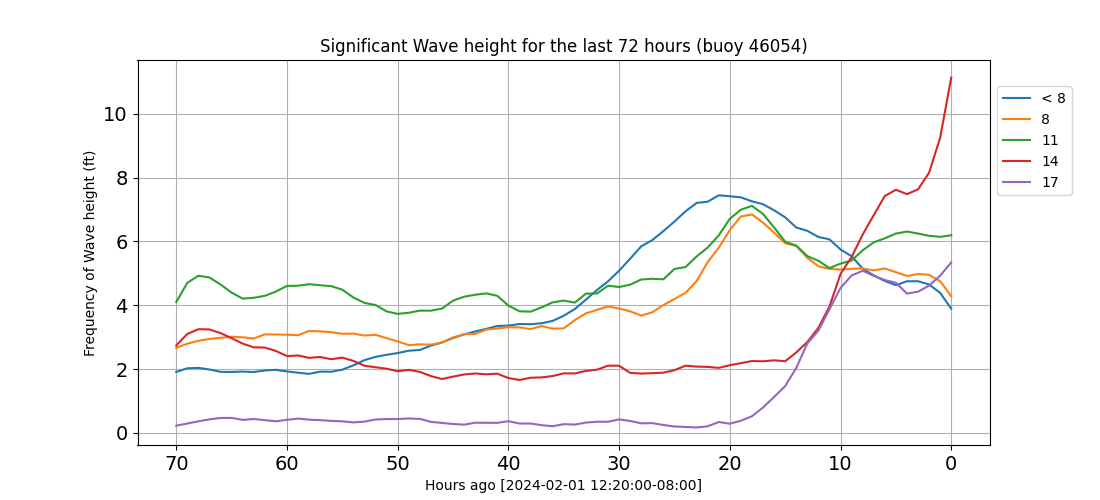 Significant Wave height for the last 72 hours (buoy 46054)
Frequency of Wave height (ft)
10
8
6
4
2
0
70 60 50 40 30 20 10 0
Hours ago [2024-02-01 12:20:00-08:00]
< 8
8
11
14
17